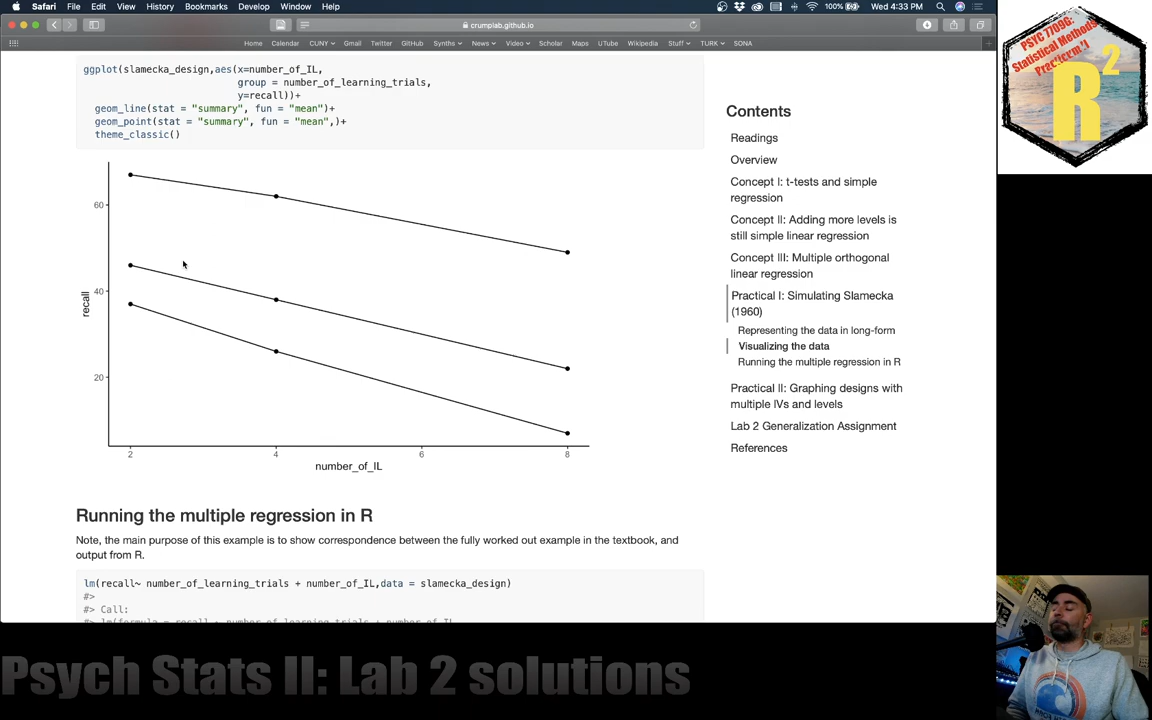 Safari File Edit View History Bookmarks Develop Window Help
100% Wed 4:33 PM
crumplab.github.io
Home Calendar CUNY Gmail Twitter GitHub Synths News Video Scholar Maps UTube Wikipedia Stuff TURK SONA
PSYC 7709G:
Statistical Methods
Practicum I
R2
ggplot(slamecka_design,aes(x=number_of_IL,
group = number_of_learning_trials,
y=recall))+
geom_line(stat = "summary", fun = "mean")+
geom_point(stat = "summary", fun = "mean",)+
theme_classic()
60
40
20
recall
2 4 6 8
number_of_IL
Contents
Readings
Overview
Concept I: t-tests and simple
regression
Concept II: Adding more levels is
still simple linear regression
Concept III: Multiple orthogonal
linear regression
Practical I: Simulating Slamecka
(1960)
Representing the data in long-form
Visualizing the data
Running the multiple regression in R
Practical II: Graphing designs with
multiple IVs and levels
Lab 2 Generalization Assignment
References
Running the multiple regression in R
Note, the main purpose of this example is to show correspondence between the fully worked out example in the textbook, and
output from R.
lm(recall~ number_of_learning_trials + number_of_IL,data = slamecka_design)
#>
#> Call:
#> lm(formula = recall ~ number_of_learning_trials + number_of_IL,
Psych Stats II: Lab 2 solutions